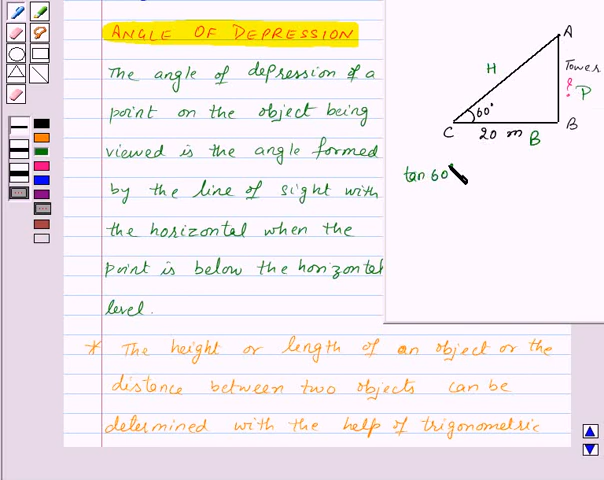 ANGLE OF DEPRESSION
The angle of depression of a
point on the object being
viewed is the angle formed
by the line of sight with
the horizontal when the
point is below the horizontal
level.
* The height or length of an object or the
distance between two objects can be
determined with the help of trigonometric
A
H
Tower
? P
60°
C
20 m
B
B
tan 60°